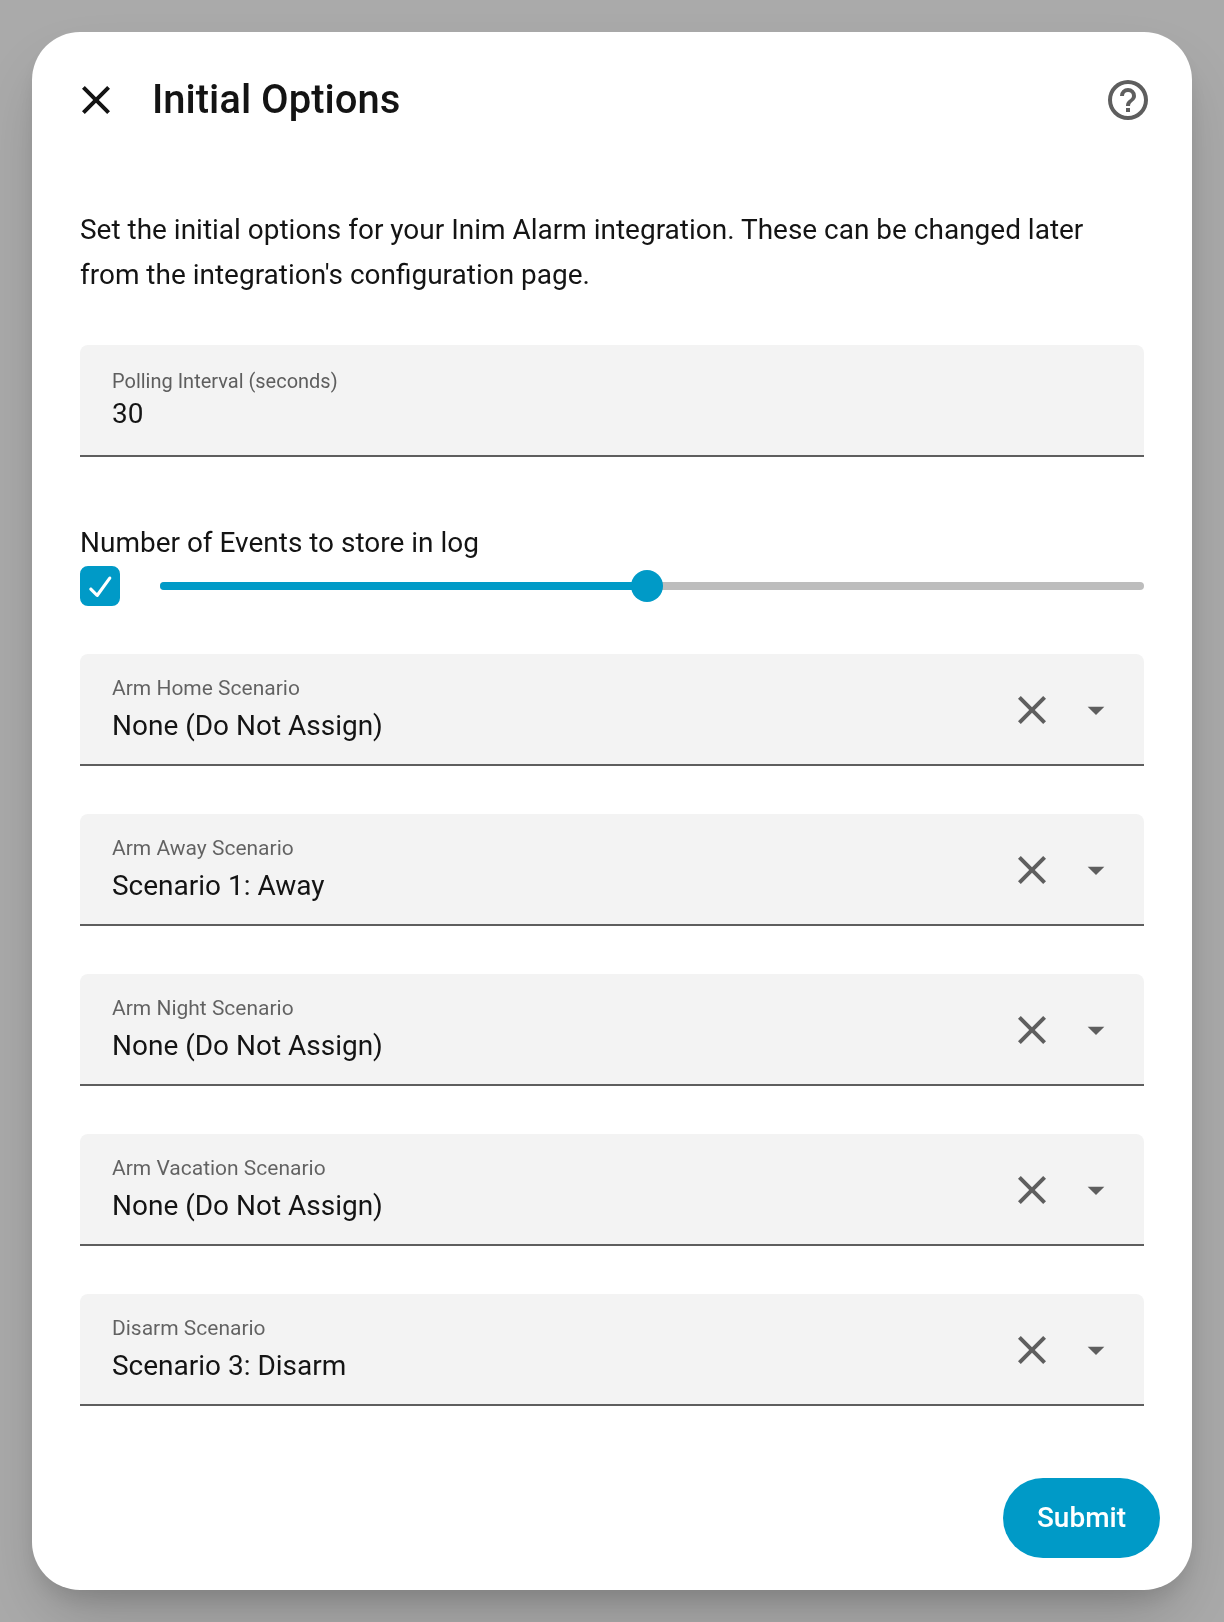 Initial Options
Set the initial options for your Inim Alarm integration. These can be changed later
from the integration's configuration page.
Polling Interval (seconds)
30
Number of Events to store in log
Arm Home Scenario
None (Do Not Assign)
Arm Away Scenario
Scenario 1: Away
Arm Night Scenario
None (Do Not Assign)
Arm Vacation Scenario
None (Do Not Assign)
Disarm Scenario
Scenario 3: Disarm
Submit